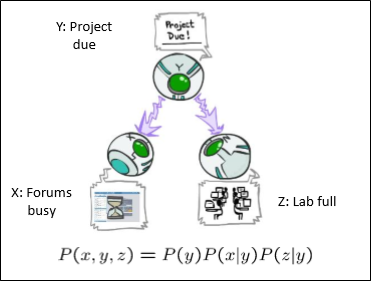 Y: Project
due
Project
Due!
Y
X: Forums
busy
Z: Lab full
P(x, y, z) = P(y)P(x|y)P(z|y)